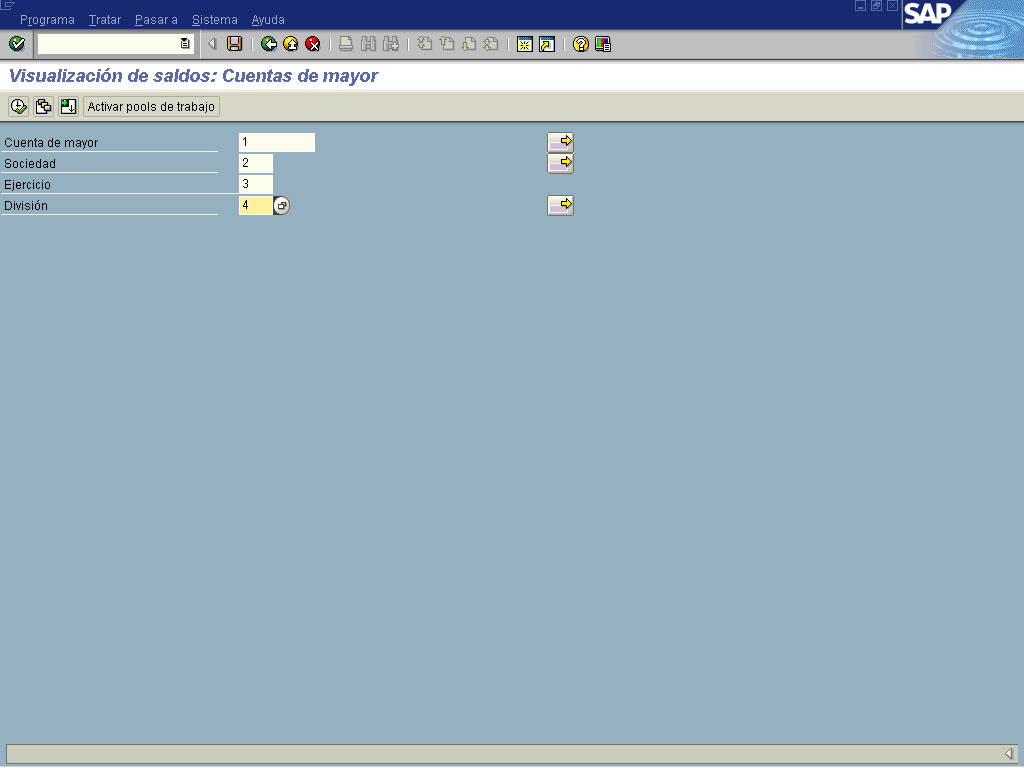 Programa Tratar Pasar a Sistema Ayuda
SAP
Visualización de saldos: Cuentas de mayor
Activar pools de trabajo
Cuenta de mayor 1
Sociedad 2
Ejercicio 3
División 4